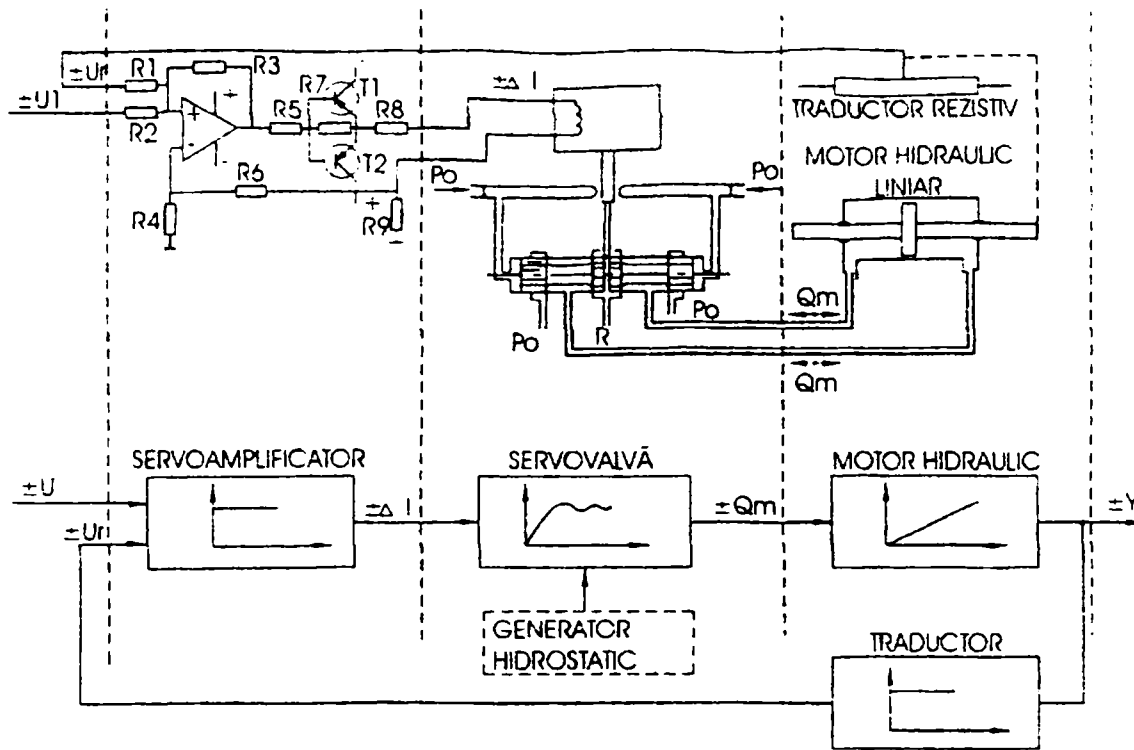 ±Ur
R1
R3
±U1
R2
+
-
+
-
R5
R7
T1
R8
T2
R6
R4
+
R9
-
±Δ I
Po
Po
TRADUCTOR REZISTIV
MOTOR HIDRAULIC
LINIAR
Po
R
Po
Qm
Qm
SERVOAMPLIFICATOR
SERVOVALVĂ
MOTOR HIDRAULIC
±U
±Ur
±Δ I
±Qm
±Y
GENERATOR
HIDROSTATIC
TRADUCTOR